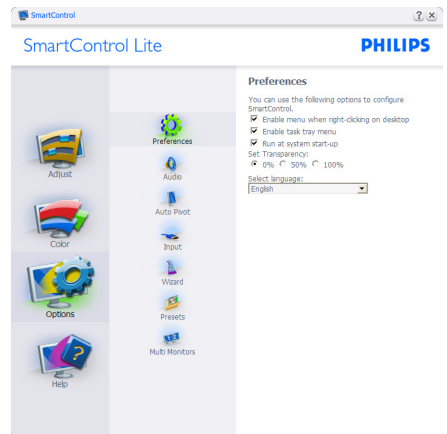 SmartControl
SmartControl Lite
PHILIPS
Adjust
Color
Options
Help
Preferences
Audio
Auto Pivot
Input
Wizard
Presets
Multi Monitors
Preferences
You can use the following options to configure
SmartControl.
Enable menu when right-clicking on desktop
Enable task tray menu
Run at system start-up
Set Transparency:
0% 50% 100%
Select language:
English